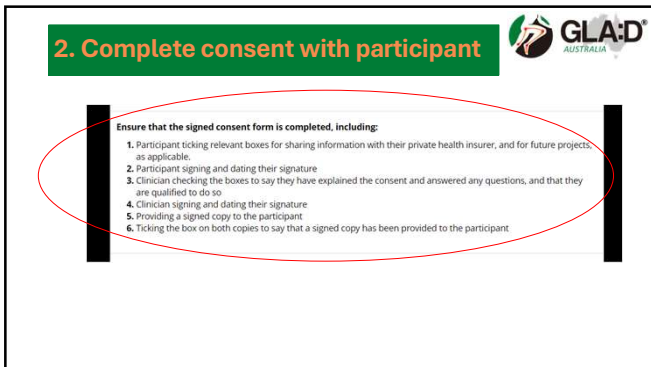 2. Complete consent with participant
GLA:D®
AUSTRALIA
Ensure that the signed consent form is completed, including:
1. Participant ticking relevant boxes for sharing information with their private health insurer, and for future projects,
as applicable.
2. Participant signing and dating their signature
3. Clinician checking the boxes to say they have explained the consent and answered any questions, and that they
are qualified to do so
4. Clinician signing and dating their signature
5. Providing a signed copy to the participant
6. Ticking the box on both copies to say that a signed copy has been provided to the participant